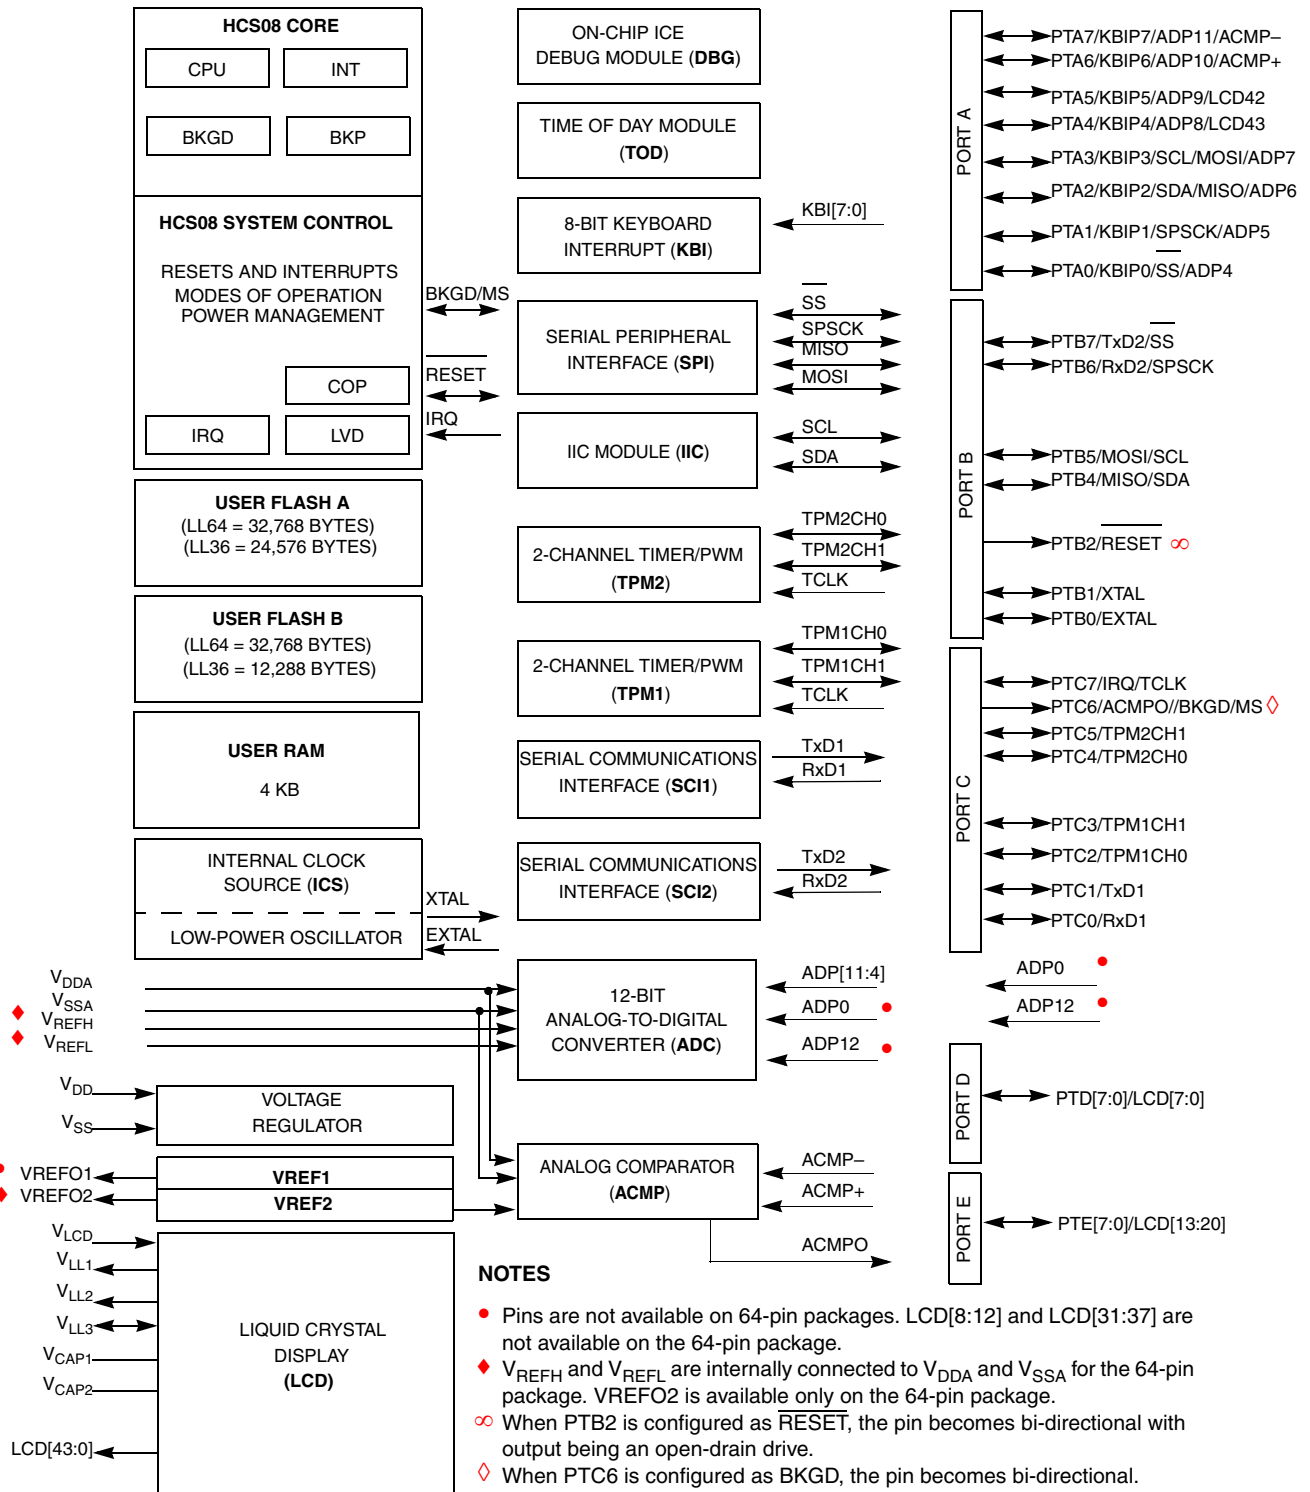 HCS08 CORE
CPU
INT
BKGD
BKP
HCS08 SYSTEM CONTROL
RESETS AND INTERRUPTS
MODES OF OPERATION
POWER MANAGEMENT
COP
IRQ
LVD
BKGD/MS
RESET
IRQ
USER FLASH A
(LL64 = 32,768 BYTES)
(LL36 = 24,576 BYTES)
USER FLASH B
(LL64 = 32,768 BYTES)
(LL36 = 12,288 BYTES)
USER RAM
4 KB
INTERNAL CLOCK
SOURCE (ICS)
LOW-POWER OSCILLATOR
XTAL
EXTAL
VDDA
VSSA
♦ VREFH
♦ VREFL
VDD
VSS
VOLTAGE
REGULATOR
• VREFO1
♦ VREFO2
VREF1
VREF2
VLCD
VLL1
VLL2
VLL3
VCAP1
VCAP2
LCD[43:0]
LIQUID CRYSTAL
DISPLAY
(LCD)
ON-CHIP ICE
DEBUG MODULE (DBG)
TIME OF DAY MODULE
(TOD)
8-BIT KEYBOARD
INTERRUPT (KBI)
KBI[7:0]
SERIAL PERIPHERAL
INTERFACE (SPI)
SS
SPSCK
MISO
MOSI
IIC MODULE (IIC)
SCL
SDA
2-CHANNEL TIMER/PWM
(TPM2)
TPM2CH0
TPM2CH1
TCLK
2-CHANNEL TIMER/PWM
(TPM1)
TPM1CH0
TPM1CH1
TCLK
SERIAL COMMUNICATIONS
INTERFACE (SCI1)
TxD1
RxD1
SERIAL COMMUNICATIONS
INTERFACE (SCI2)
TxD2
RxD2
12-BIT
ANALOG-TO-DIGITAL
CONVERTER (ADC)
ADP[11:4]
ADP0 •
ADP12 •
ANALOG COMPARATOR
(ACMP)
ACMP–
ACMP+
ACMPO
PORT A
PTA7/KBIP7/ADP11/ACMP–
PTA6/KBIP6/ADP10/ACMP+
PTA5/KBIP5/ADP9/LCD42
PTA4/KBIP4/ADP8/LCD43
PTA3/KBIP3/SCL/MOSI/ADP7
PTA2/KBIP2/SDA/MISO/ADP6
PTA1/KBIP1/SPSCK/ADP5
PTA0/KBIP0/SS/ADP4
PORT B
PTB7/TxD2/SS
PTB6/RxD2/SPSCK
PTB5/MOSI/SCL
PTB4/MISO/SDA
PTB2/RESET ∞
PTB1/XTAL
PTB0/EXTAL
PORT C
PTC7/IRQ/TCLK
PTC6/ACMPO//BKGD/MS ◊
PTC5/TPM2CH1
PTC4/TPM2CH0
PTC3/TPM1CH1
PTC2/TPM1CH0
PTC1/TxD1
PTC0/RxD1
ADP0 •
ADP12 •
PORT D
PTD[7:0]/LCD[7:0]
PORT E
PTE[7:0]/LCD[13:20]
NOTES
• Pins are not available on 64-pin packages. LCD[8:12] and LCD[31:37] are
not available on the 64-pin package.
♦ VREFH and VREFL are internally connected to VDDA and VSSA for the 64-pin
package. VREFO2 is available only on the 64-pin package.
∞ When PTB2 is configured as RESET, the pin becomes bi-directional with
output being an open-drain drive.
◊ When PTC6 is configured as BKGD, the pin becomes bi-directional.